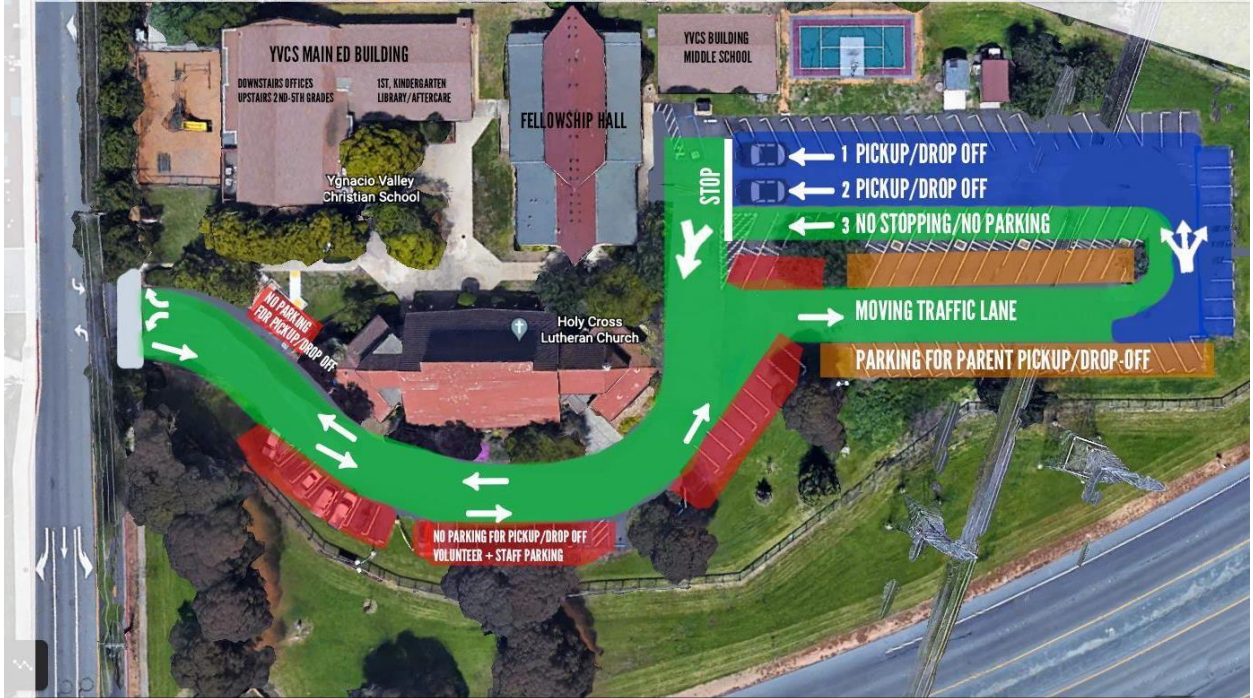 YVCS MAIN ED BUILDING
DOWNSTAIRS OFFICES
UPSTAIRS 2ND-5TH GRADES
1ST, KINDERGARTEN
LIBRARY/AFTERCARE
FELLOWSHIP HALL
YVCS BUILDING
MIDDLE SCHOOL
Ygnacio Valley
Christian School
STOP
1 PICKUP/DROP OFF
2 PICKUP/DROP OFF
3 NO STOPPING/NO PARKING
MOVING TRAFFIC LANE
PARKING FOR PARENT PICKUP/DROP-OFF
NO PARKING
FOR PICKUP/DROP OFF
Holy Cross
Lutheran Church
NO PARKING FOR PICKUP/DROP OFF
VOLUNTEER + STAFF PARKING